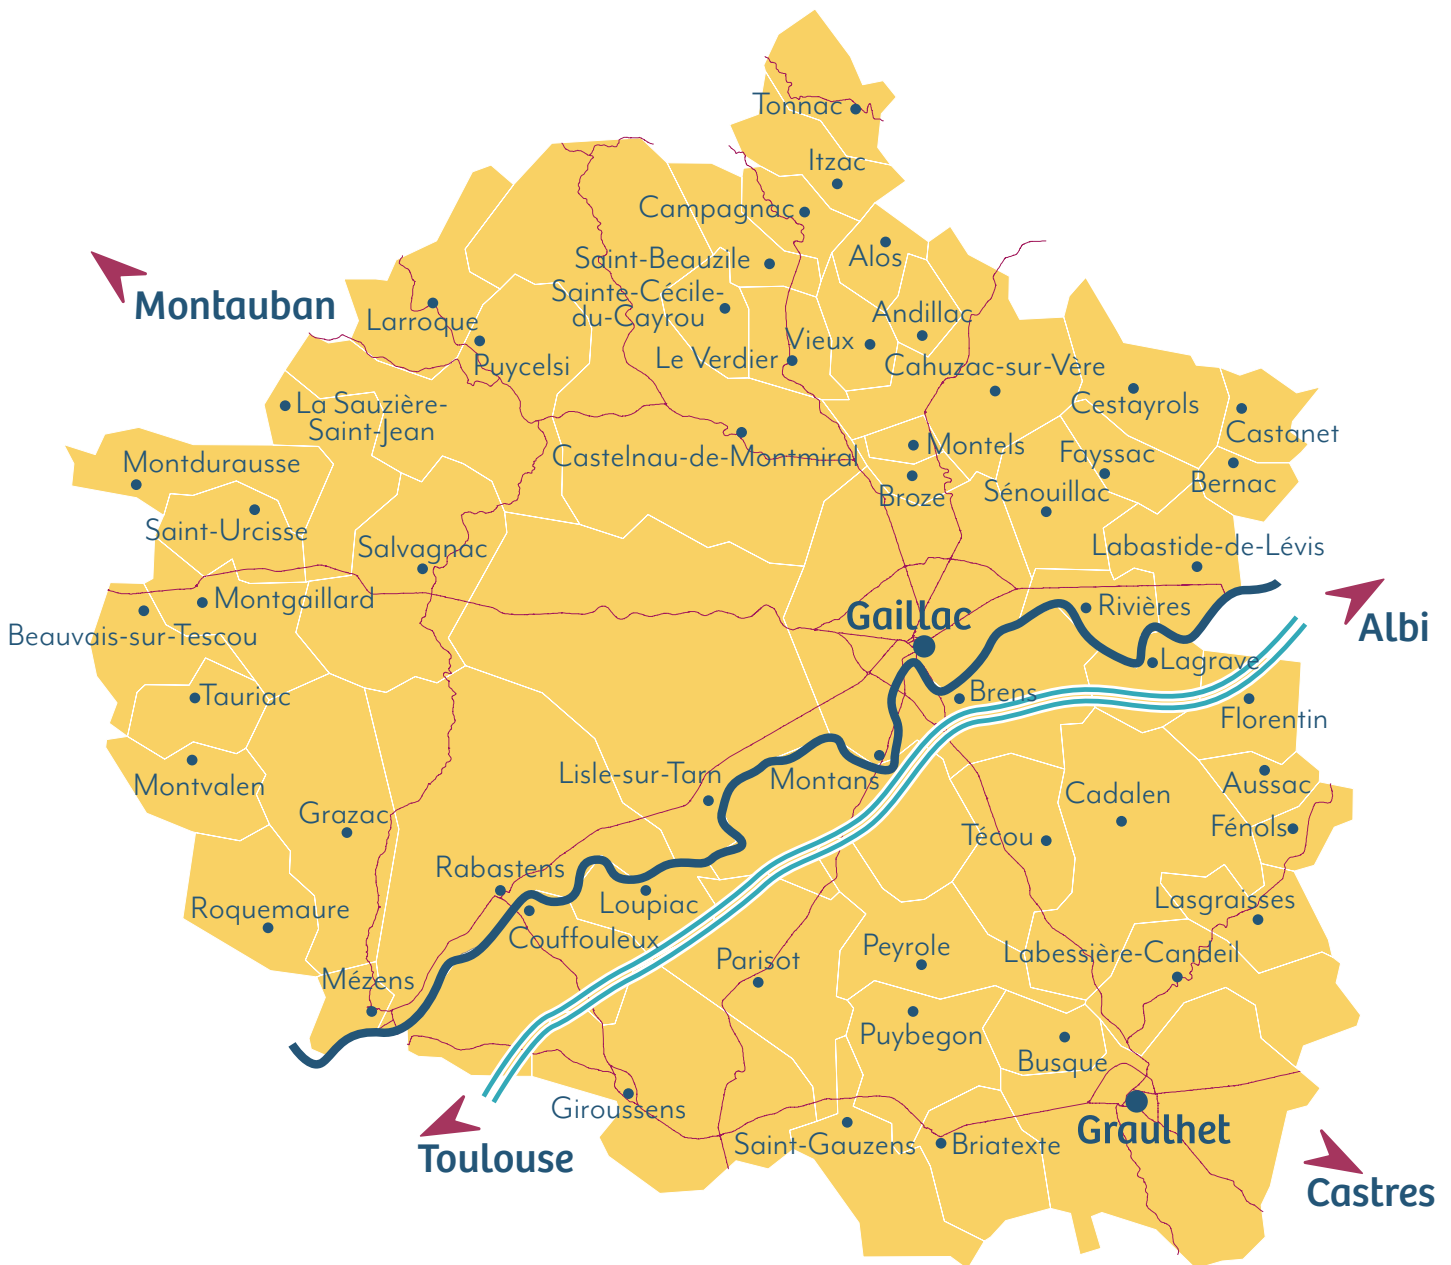 Tonnac
Itzac
Campagnac
Alos
Saint-Beauzile
Sainte-Cécile-
du-Cayrou
Montauban
Larroque
Andillac
Vieux
Le Verdier
Puycelsi
Cahuzac-sur-Vère
La Sauzière-
Saint-Jean
Cestayrols
Castanet
Montels
Castelnau-de-Montmiral
Fayssac
Montdurausse
Bernac
Broze
Sénouillac
Saint-Urcisse
Salvagnac
Labastide-de-Lévis
Montgaillard
Rivières
Gaillac
Albi
Beauvais-sur-Tescou
Lagrave
Tauriac
Brens
Florentin
Lisle-sur-Tarn
Montans
Montvalen
Aussac
Cadalen
Grazac
Fénols
Técou
Rabastens
Loupiac
Lasgraisses
Roquemaure
Couffouleux
Peyrole
Labessière-Candeil
Parisot
Mézens
Puybegon
Busque
Giroussens
Graulhet
Saint-Gauzens
Briatexte
Toulouse
Castres